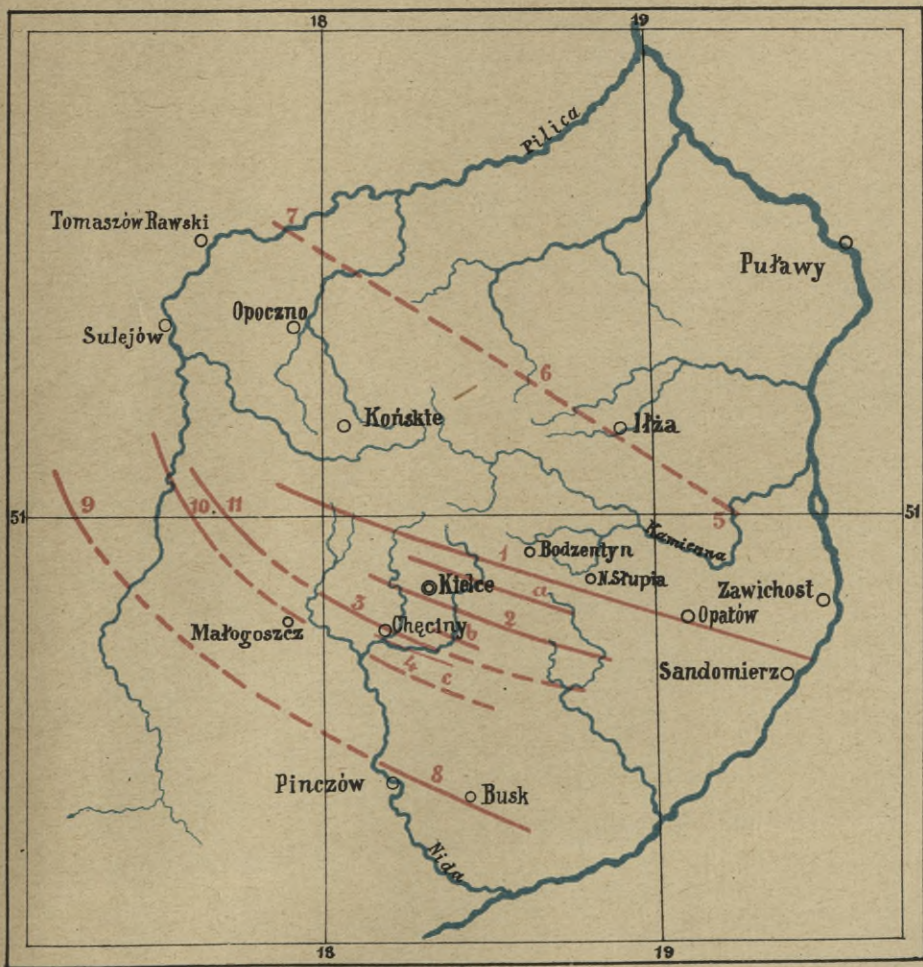 18
19
Pilica
7
Tomaszów Rawski
Puławy
Opoczno
Sulejów
6
Końskie
Iłża
9
10.
11
51
5
51
1
Kamienna
Bodzentyn
Kielce
a
N.Słupia
Zawichost
3
2
Opatów
Małogoszcz
Chęciny
b
4
c
Sandomierz
8
Pinczów
Busk
Nida
18
19